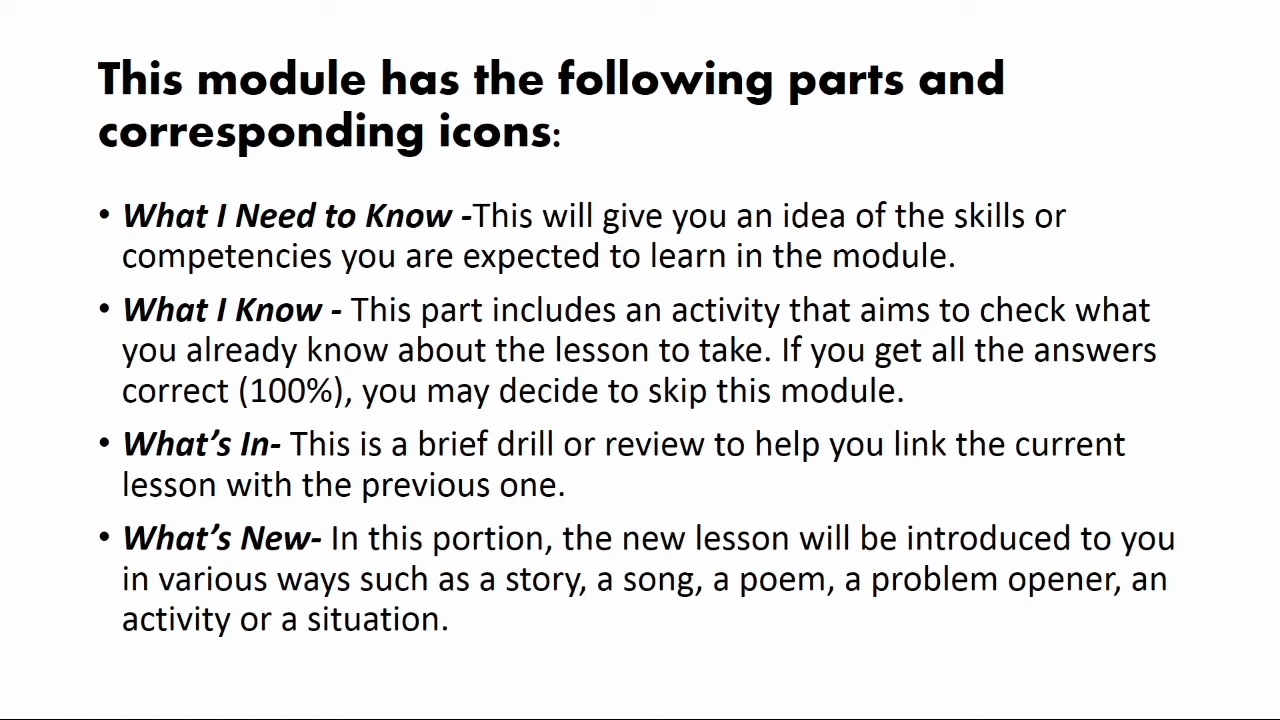 This module has the following parts and
corresponding icons:
• What I Need to Know -This will give you an idea of the skills or
competencies you are expected to learn in the module.
• What I Know - This part includes an activity that aims to check what
you already know about the lesson to take. If you get all the answers
correct (100%), you may decide to skip this module.
• What’s In- This is a brief drill or review to help you link the current
lesson with the previous one.
• What’s New- In this portion, the new lesson will be introduced to you
in various ways such as a story, a song, a poem, a problem opener, an
activity or a situation.